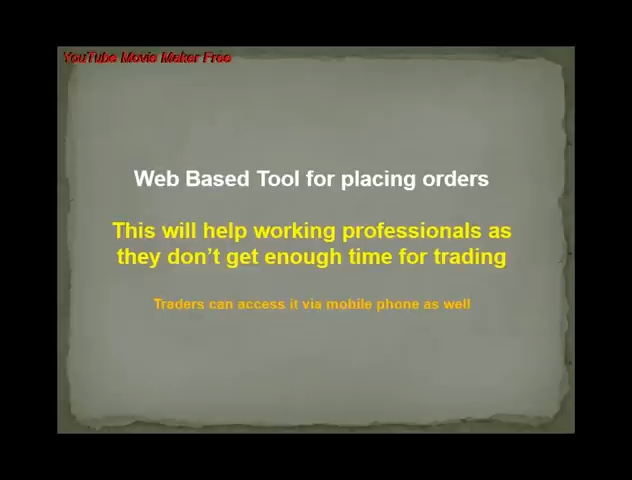 YouTube Movie Maker Free
Web Based Tool for placing orders
This will help working professionals as
they don’t get enough time for trading
Traders can access it via mobile phone as well